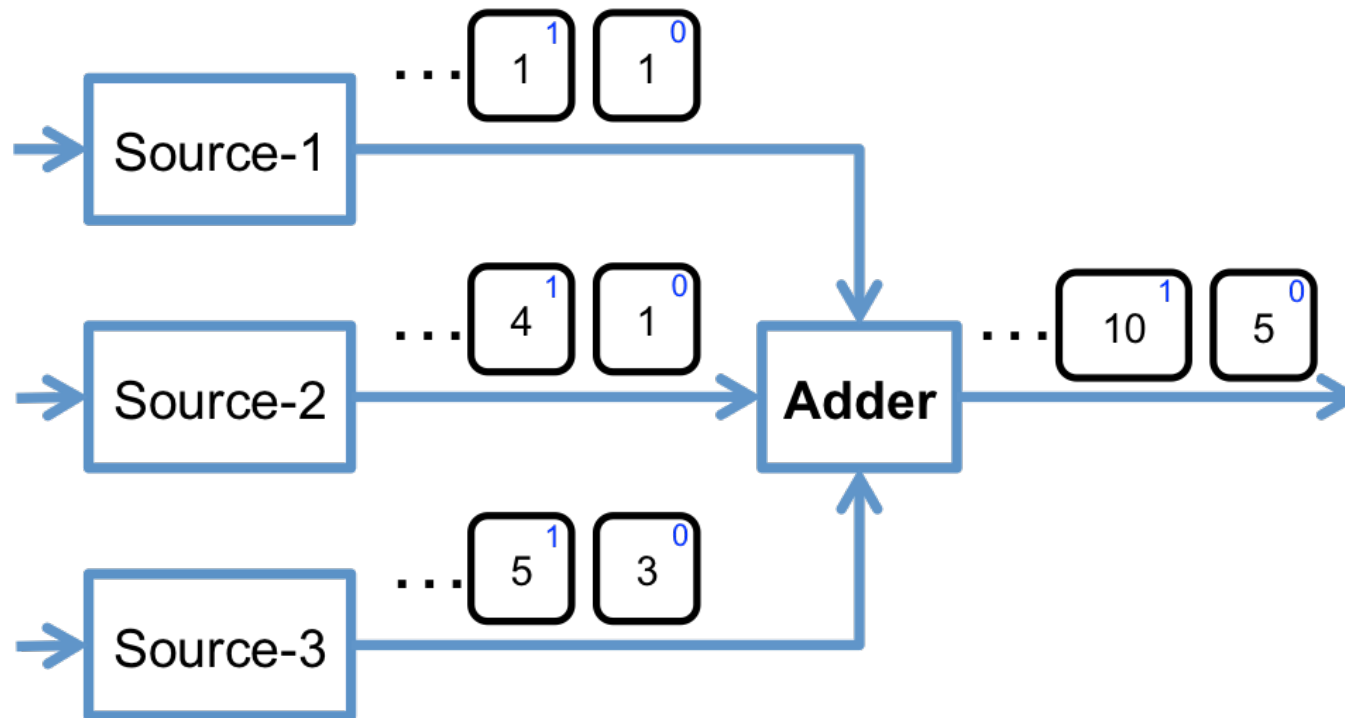 ... 1 1 1 0
Source-1
... 4 1 1 0
Source-2
Adder
... 10 1 5 0
... 5 1 3 0
Source-3